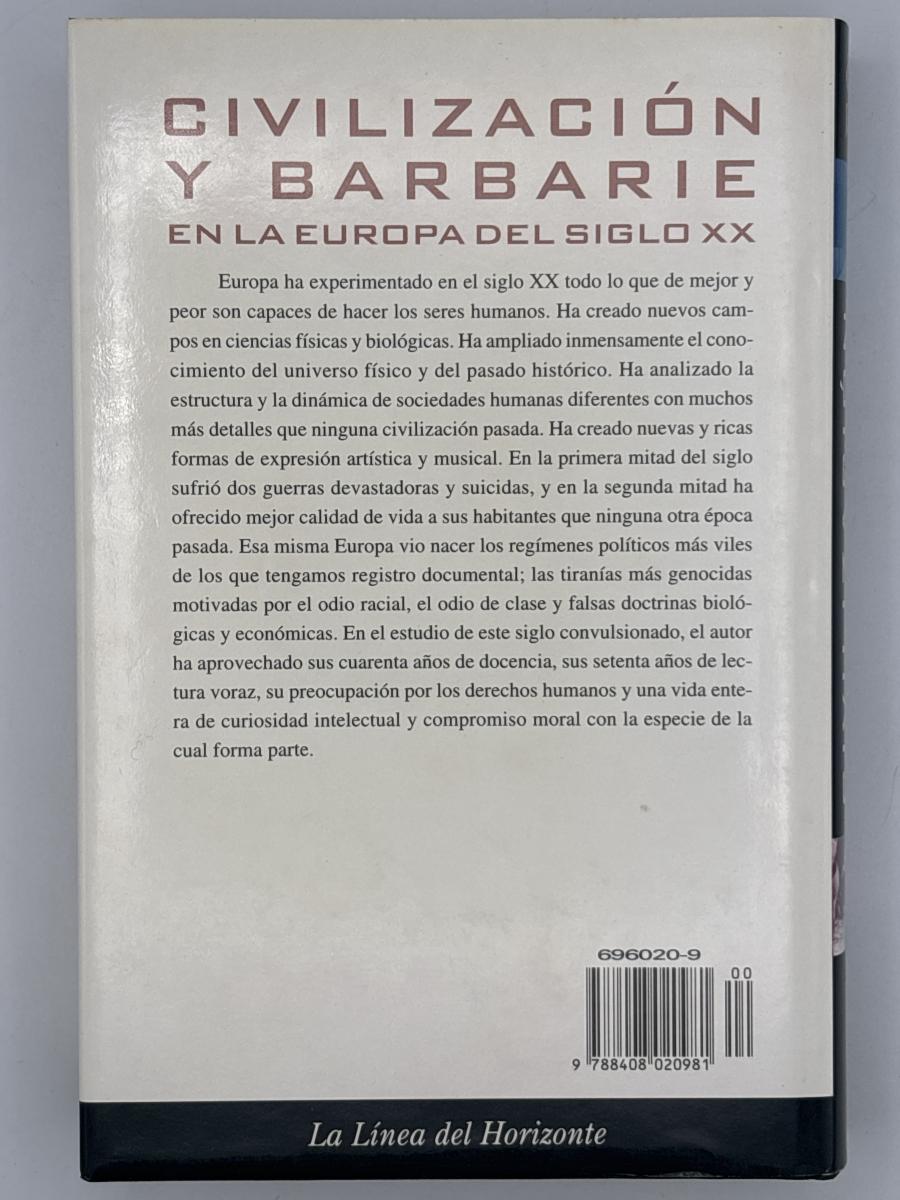 CIVILIZACIÓN
Y BARBARIE
EN LA EUROPA DEL SIGLO XX
Europa ha experimentado en el siglo XX todo lo que de mejor y
peor son capaces de hacer los seres humanos. Ha creado nuevos cam-
pos en ciencias físicas y biológicas. Ha ampliado inmensamente el cono-
cimiento del universo físico y del pasado histórico. Ha analizado la
estructura y la dinámica de sociedades humanas diferentes con muchos
más detalles que ninguna civilización pasada. Ha creado nuevas y ricas
formas de expresión artística y musical. En la primera mitad del siglo
sufrió dos guerras devastadoras y suicidas, y en la segunda mitad ha
ofrecido mejor calidad de vida a sus habitantes que ninguna otra época
pasada. Esa misma Europa vio nacer los regímenes políticos más viles
de los que tengamos registro documental; las tiranías más genocidas
motivadas por el odio racial, el odio de clase y falsas doctrinas bioló-
gicas y económicas. En el estudio de este siglo convulsionado, el autor
ha aprovechado sus cuarenta años de docencia, sus setenta años de lec-
tura voraz, su preocupación por los derechos humanos y una vida ente-
ra de curiosidad intelectual y compromiso moral con la especie de la
cual forma parte.
696020-9
00
9 788408 020981
La Línea del Horizonte